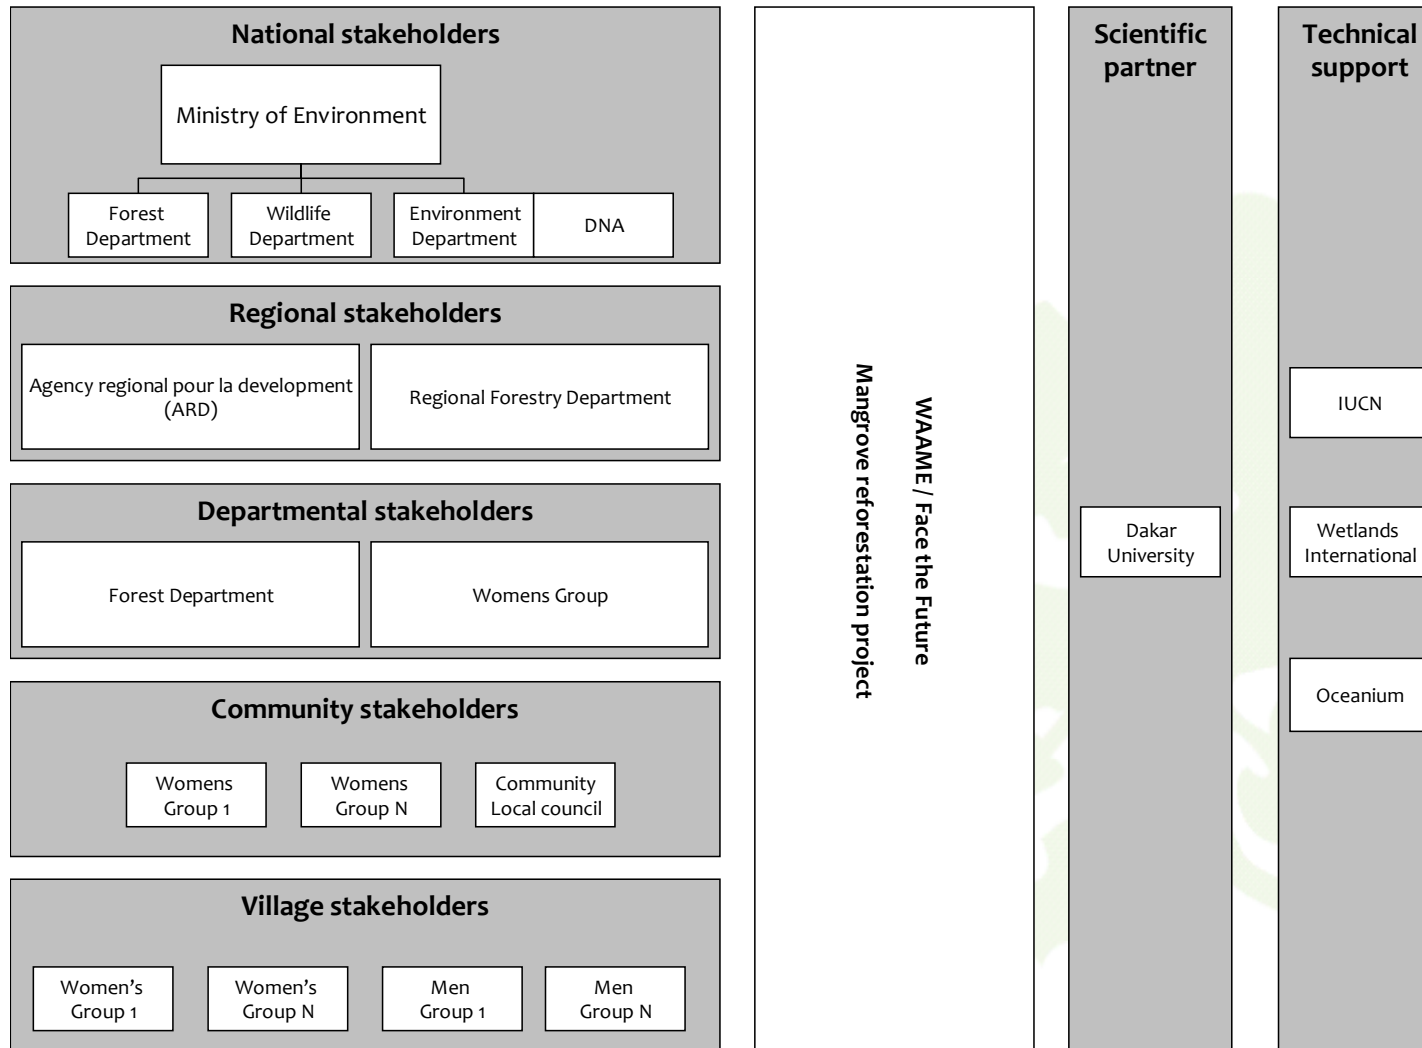 National stakeholders
Ministry of Environment
Forest
Department
Wildlife
Department
Environment
Department
DNA
Regional stakeholders
Agency regional pour la development
(ARD)
Regional Forestry Department
Departmental stakeholders
Forest Department
Womens Group
Community stakeholders
Womens
Group 1
Womens
Group N
Community
Local council
Village stakeholders
Women’s
Group 1
Women’s
Group N
Men
Group 1
Men
Group N
WAAME / Face the Future
Mangrove reforestation project
Scientific
partner
Dakar
University
Technical
support
IUCN
Wetlands
International
Oceanium